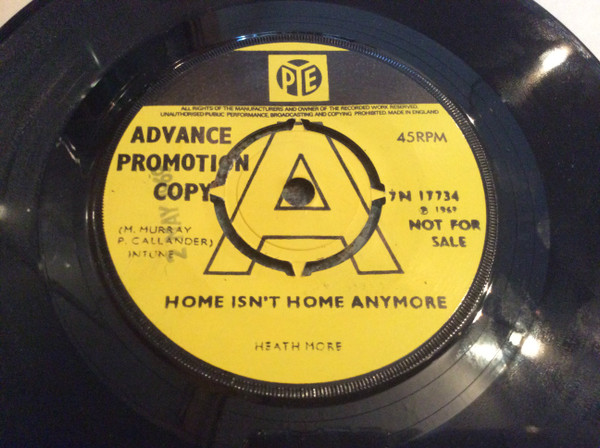 PYE
ALL RIGHTS OF THE MANUFACTURERS AND OWNER OF THE RECORDED WORK RESERVED.
UNAUTHORISED PUBLIC PERFORMANCE, BROADCASTING AND COPYING PROHIBITED. MADE IN ENGLAND
ADVANCE
PROMOTION
COPY
A
45RPM
7N 17734
℗ 1969
NOT FOR
SALE
(M. MURRAY
P. CALLANDER)
INTUNE
HOME ISN'T HOME ANYMORE
HEATH MORE